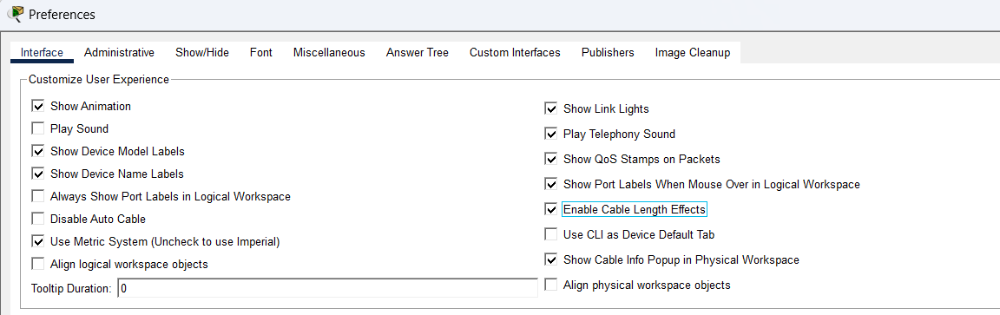 Preferences
Interface Administrative Show/Hide Font Miscellaneous Answer Tree Custom Interfaces Publishers Image Cleanup
Customize User Experience
Show Animation
Play Sound
Show Device Model Labels
Show Device Name Labels
Always Show Port Labels in Logical Workspace
Disable Auto Cable
Use Metric System (Uncheck to use Imperial)
Align logical workspace objects
Tooltip Duration: 0
Show Link Lights
Play Telephony Sound
Show QoS Stamps on Packets
Show Port Labels When Mouse Over in Logical Workspace
Enable Cable Length Effects
Use CLI as Device Default Tab
Show Cable Info Popup in Physical Workspace
Align physical workspace objects